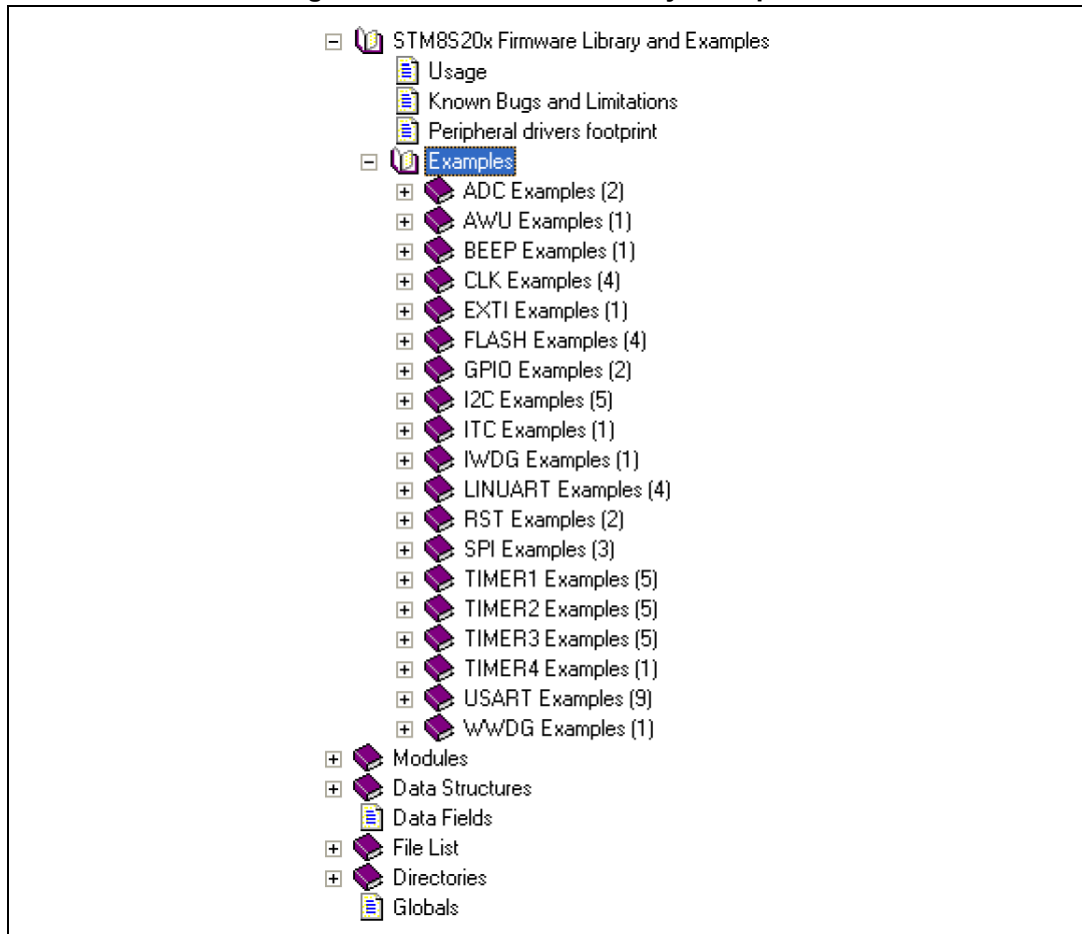 STM8S20x Firmware Library and Examples
Usage
Known Bugs and Limitations
Peripheral drivers footprint
Examples
ADC Examples (2)
AWU Examples (1)
BEEP Examples (1)
CLK Examples (4)
EXTI Examples (1)
FLASH Examples (4)
GPIO Examples (2)
I2C Examples (5)
ITC Examples (1)
IWDG Examples (1)
LINUART Examples (4)
RST Examples (2)
SPI Examples (3)
TIMER1 Examples (5)
TIMER2 Examples (5)
TIMER3 Examples (5)
TIMER4 Examples (1)
USART Examples (9)
WWDG Examples (1)
Modules
Data Structures
Data Fields
File List
Directories
Globals